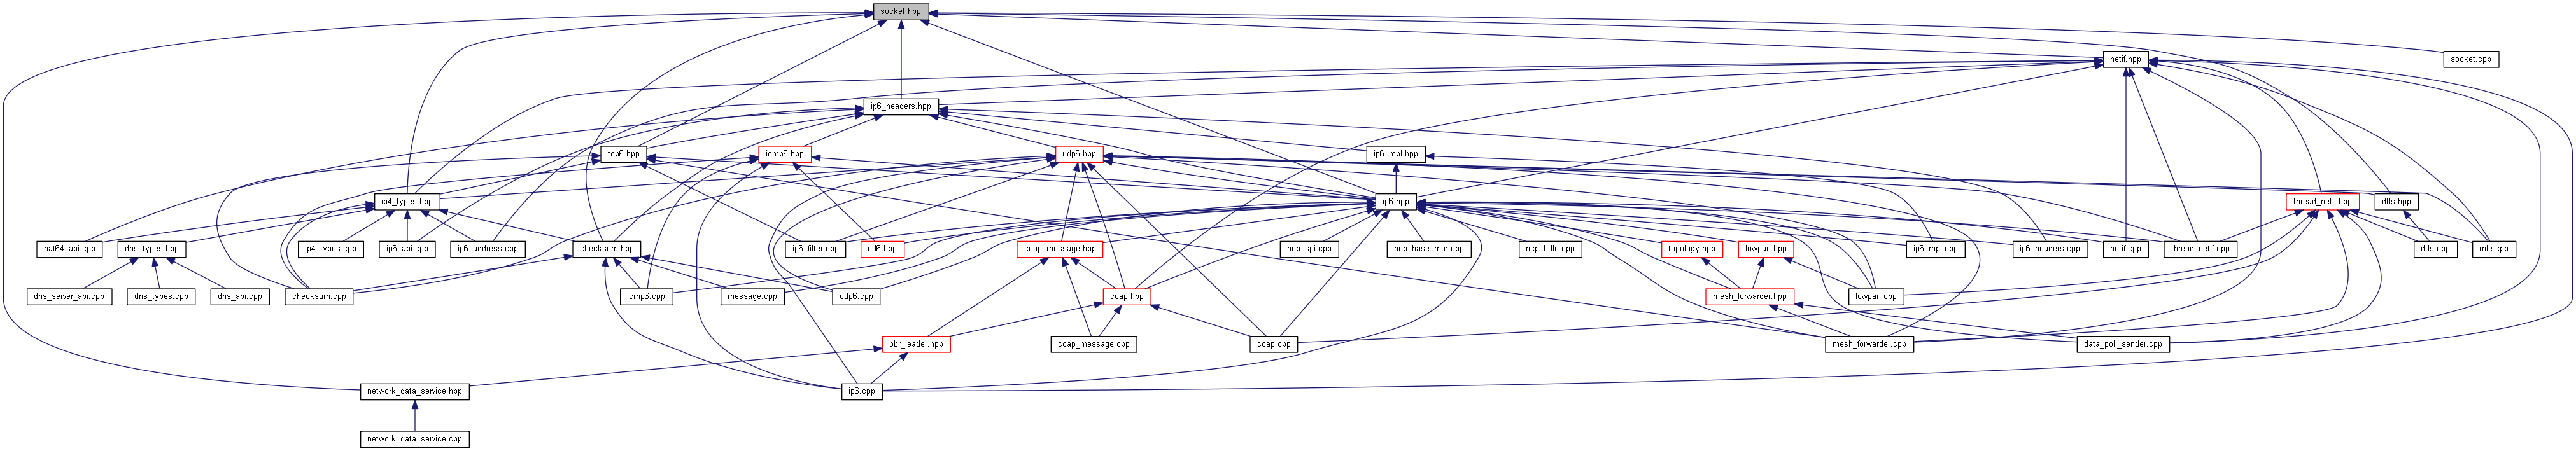 socket.hpp
netif.hpp
socket.cpp
ip6_headers.hpp
tcp6.hpp
icmp6.hpp
udp6.hpp
ip6_mpl.hpp
ip4_types.hpp
ip6.hpp
thread_netif.hpp
dtls.hpp
nat64_api.cpp
dns_types.hpp
ip4_types.cpp
ip6_api.cpp
ip6_address.cpp
checksum.hpp
ip6_filter.cpp
nd6.hpp
coap_message.hpp
ncp_spi.cpp
ncp_base_mtd.cpp
ncp_hdlc.cpp
topology.hpp
lowpan.hpp
ip6_mpl.cpp
ip6_headers.cpp
netif.cpp
thread_netif.cpp
dtls.cpp
mle.cpp
dns_server_api.cpp
dns_types.cpp
dns_api.cpp
checksum.cpp
icmp6.cpp
message.cpp
udp6.cpp
coap.hpp
mesh_forwarder.hpp
lowpan.cpp
bbr_leader.hpp
coap_message.cpp
coap.cpp
mesh_forwarder.cpp
data_poll_sender.cpp
network_data_service.hpp
ip6.cpp
network_data_service.cpp